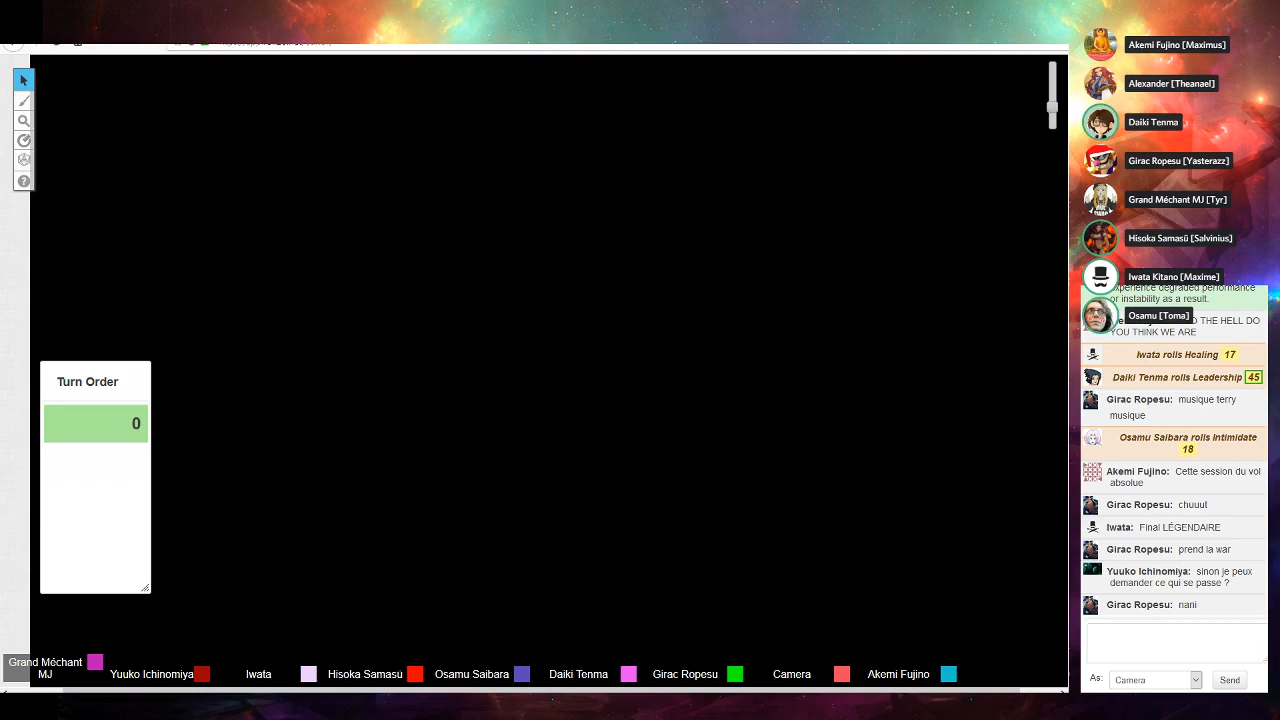 Akemi Fujino [Maximus]
Alexander [Theanael]
Daiki Tenma
Girac Ropesu [Yasterazz]
Grand Méchant MJ [Tyr]
Hisoka Samasü [Salvinius]
Iwata Kitano [Maxime]
Osamu [Toma]
experience degraded performance
or instability as a result.
THE HELL DO
YOU THINK WE ARE
Iwata rolls Healing 17
Daiki Tenma rolls Leadership 45
Girac Ropesu: musique terry
musique
Osamu Saibara rolls Intimidate
18
Akemi Fujino: Cette session du vol
absolue
Girac Ropesu: chuuut
Iwata: Final LÉGENDAIRE
Girac Ropesu: prend la war
Yuuko Ichinomiya: sinon je peux
demander ce qui se passe ?
Girac Ropesu: nani
As: Camera Send
Turn Order
0
Grand Méchant
MJ
Yuuko Ichinomiya
Iwata
Hisoka Samasü
Osamu Saibara
Daiki Tenma
Girac Ropesu
Camera
Akemi Fujino